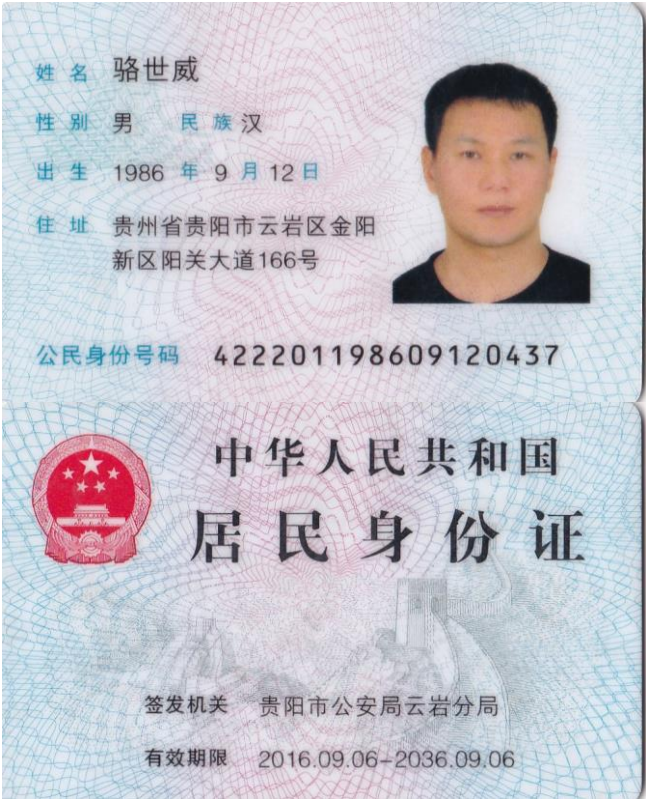 姓名 骆世威
性别 男 民族 汉
出生 1986 年 9 月 12 日
住址 贵州省贵阳市云岩区金阳
新区阳关大道166号
公民身份号码 422201198609120437
中华人民共和国
居民身份证
签发机关 贵阳市公安局云岩分局
有效期限 2016.09.06-2036.09.06